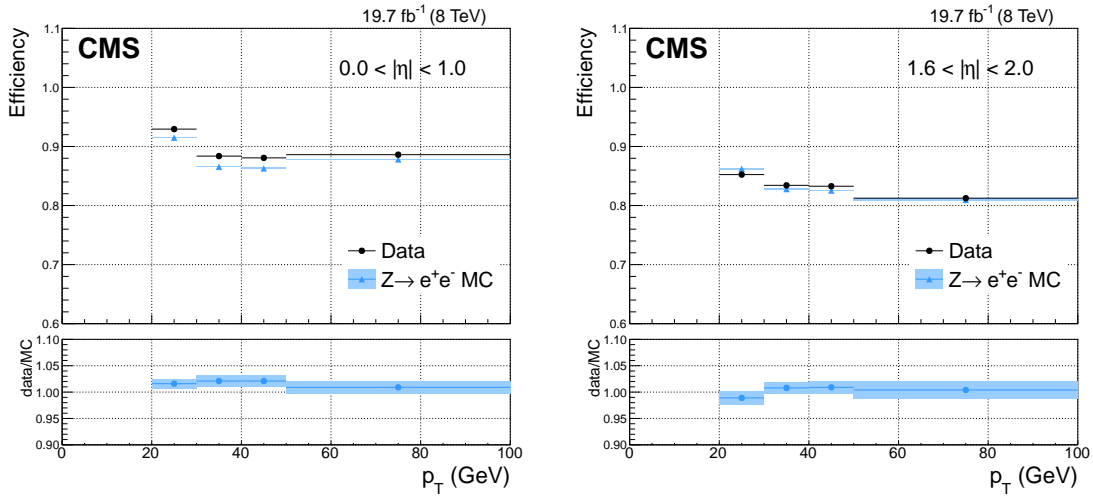 19.7 fb⁻¹ (8 TeV)
CMS
0.0 < |η| < 1.0
Efficiency
1.1
1.0
0.9
0.8
0.7
0.6
Data
Z→ e⁺e⁻ MC
data/MC
1.10
1.05
1.00
0.95
0.90
0 20 40 60 80 100
p_T (GeV)
19.7 fb⁻¹ (8 TeV)
CMS
1.6 < |η| < 2.0
Efficiency
1.1
1.0
0.9
0.8
0.7
0.6
Data
Z→ e⁺e⁻ MC
data/MC
1.10
1.05
1.00
0.95
0.90
0 20 40 60 80 100
p_T (GeV)